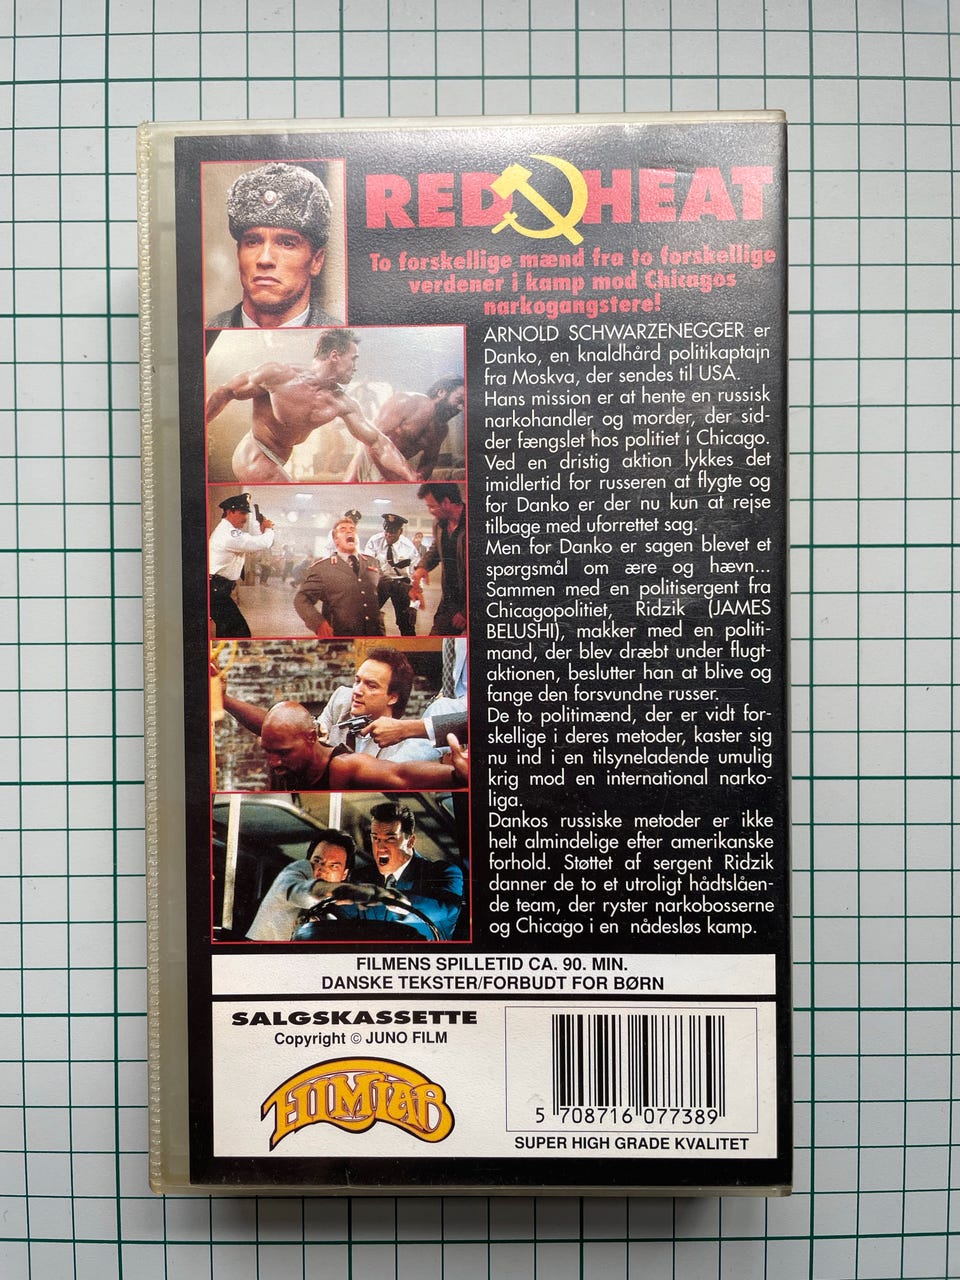 RED HEAT
To forskellige mænd fra to forskellige
verdener i kamp mod Chicagos
narkogangstere!
ARNOLD SCHWARZENEGGER er
Danko, en knaldhård politikaptajn
fra Moskva, der sendes til USA.
Hans mission er at hente en russisk
narkohandler og morder, der sid-
der fængslet hos politiet i Chicago.
Ved en dristig aktion lykkes det
imidlertid for russeren at flygte og
for Danko er der nu kun at rejse
tilbage med uforrettet sag.
Men for Danko er sagen blevet et
spørgsmål om ære og hævn...
Sammen med en politisergent fra
Chicagopolitiet, Ridzik (JAMES
BELUSHI), makker med en politi-
mand, der blev dræbt under flugt-
aktionen, beslutter han at blive og
fange den forsvundne russer.
De to politimænd, der er vidt for-
skellige i deres metoder, kaster sig
nu ind i en tilsyneladende umulig
krig mod en international narko-
liga.
Dankos russiske metoder er ikke
helt almindelige efter amerikanske
forhold. Støttet af sergent Ridzik
danner de to et utroligt hådtslåen-
de team, der ryster narkobosserne
og Chicago i en nådesløs kamp.
FILMENS SPILLETID CA. 90. MIN.
DANSKE TEKSTER/FORBUDT FOR BØRN
SALGSKASSETTE
Copyright © JUNO FILM
FILMLAB
5 708716 077389
SUPER HIGH GRADE KVALITET